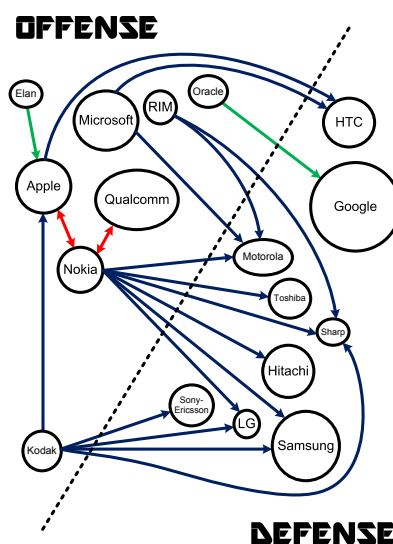 OFFENSE
Elan
Microsoft
RIM
Oracle
HTC
Apple
Qualcomm
Google
Nokia
Motorola
Toshiba
Sharp
Hitachi
Sony-
Ericsson
LG
Kodak
Samsung
DEFENSE